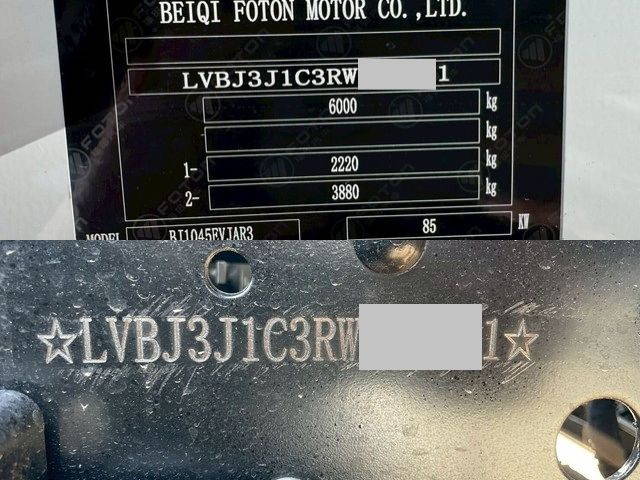 BEIQI FOTON MOTOR CO.,LTD.
LVBJ3J1C3RW 1
6000 kg
kg
1- 2220 kg
2- 3880 kg
MODEL BJ1045EVJAR3 85 KW
☆LVBJ3J1C3RW 1☆